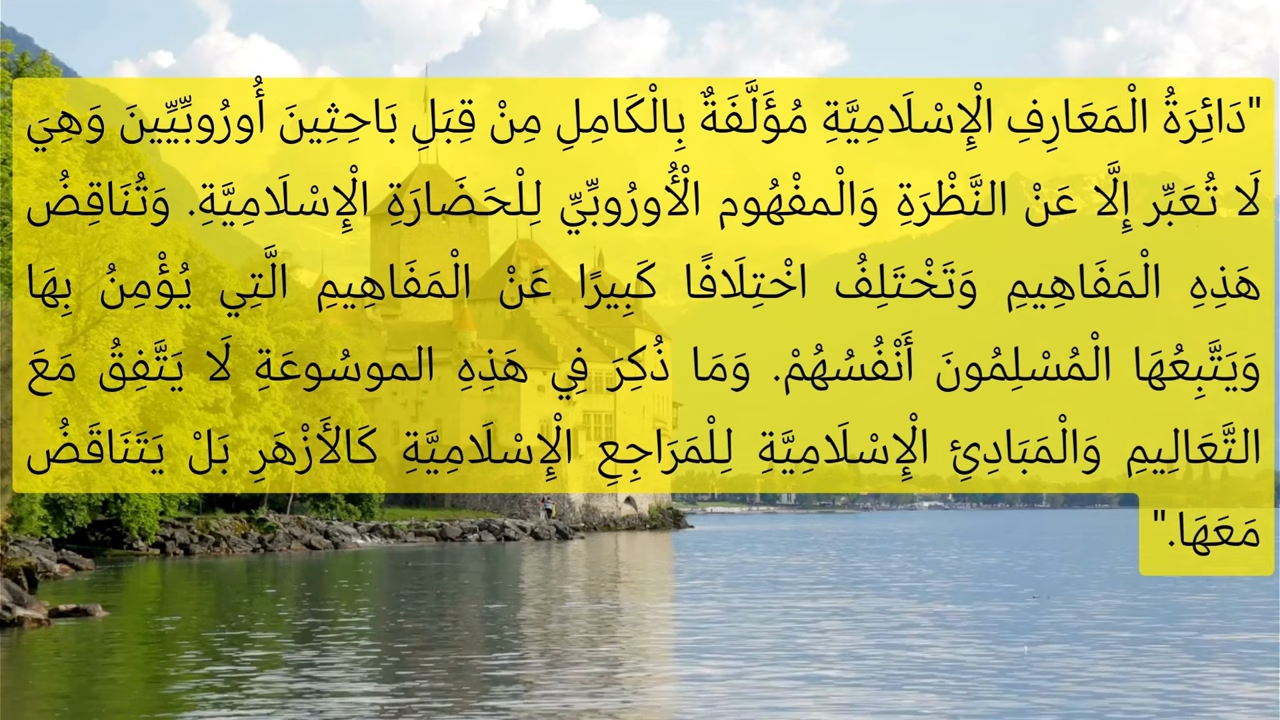 "دَائِرَةُ الْمَعَارِفِ الْإِسْلَامِيَّةِ مُؤَلَّفَةٌ بِالْكَامِلِ مِنْ قِبَلِ بَاحِثِينَ أُورُوبِّيِّينَ وَهِيَ
لَا تُعَبِّر إِلَّا عَنْ النَّظْرَةِ وَالْمفْهُوم الْأُورُوبِّيِّ لِلْحَضَارَةِ الْإِسْلَامِيَّةِ. وَتُنَاقِضُ
هَذِهِ الْمَفَاهِيمِ وَتَخْتَلِفُ اخْتِلَافًا كَبِيرًا عَنْ الْمَفَاهِيمِ الَّتِي يُؤْمِنُ بِهَا
وَيَتَّبِعُهَا الْمُسْلِمُونَ أَنْفُسُهُمْ. وَمَا ذُكِرَ فِي هَذِهِ الموسُوعَةِ لَا يَتَّفِقُ مَعَ
التَّعَالِيمِ وَالْمَبَادِئِ الْإِسْلَامِيَّةِ لِلْمَرَاجِعِ الْإِسْلَامِيَّةِ كَالأَزْهَرِ بَلْ يَتَنَاقَضُ
مَعَهَا."